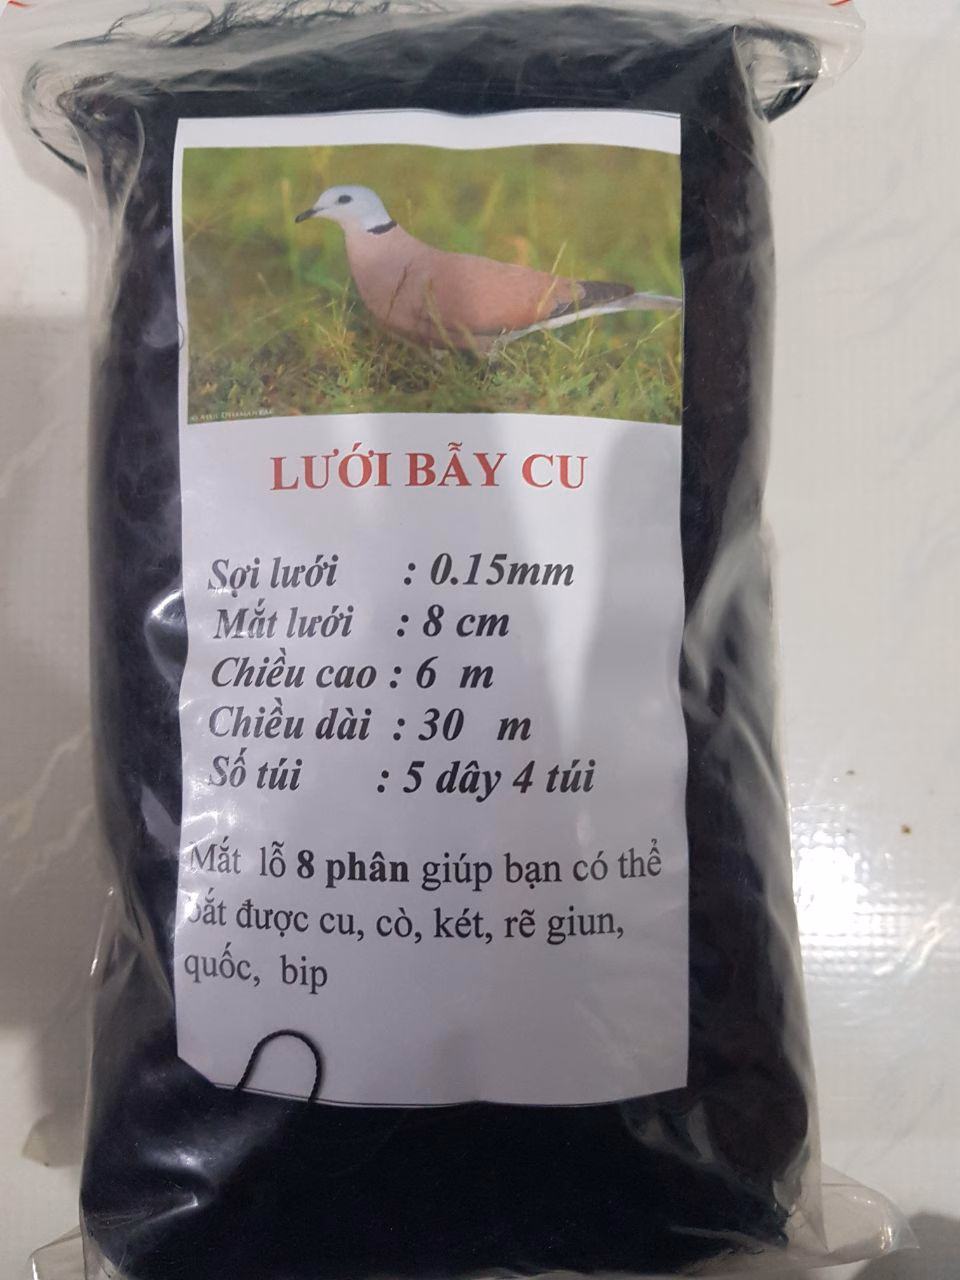 LƯỚI BẪY CU
Sợi lưới : 0.15mm
Mắt lưới : 8 cm
Chiều cao : 6 m
Chiều dài : 30 m
Số túi : 5 dây 4 túi
Mắt lỗ 8 phân giúp bạn có thể
bắt được cu, cò, két, rẽ giun,
quốc, bip